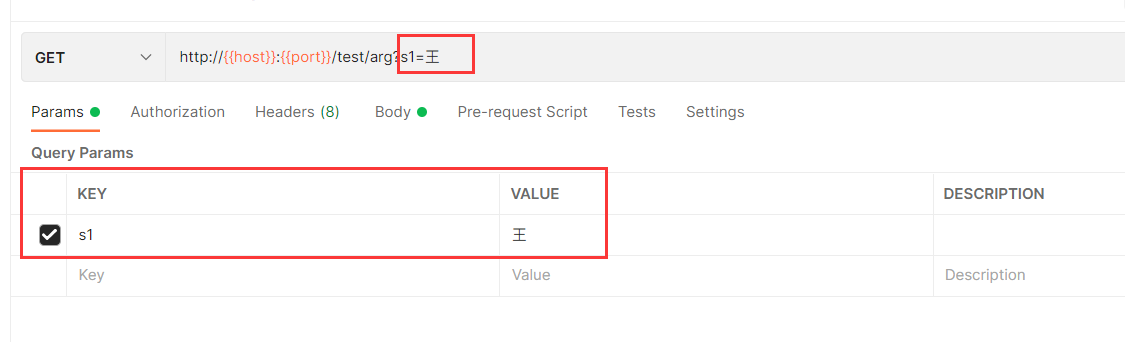 GET http://{{host}}:{{port}}/test/arg?s1=王
Params Authorization Headers (8) Body Pre-request Script Tests Settings
Query Params
KEY VALUE DESCRIPTION
s1 王
Key Value Description